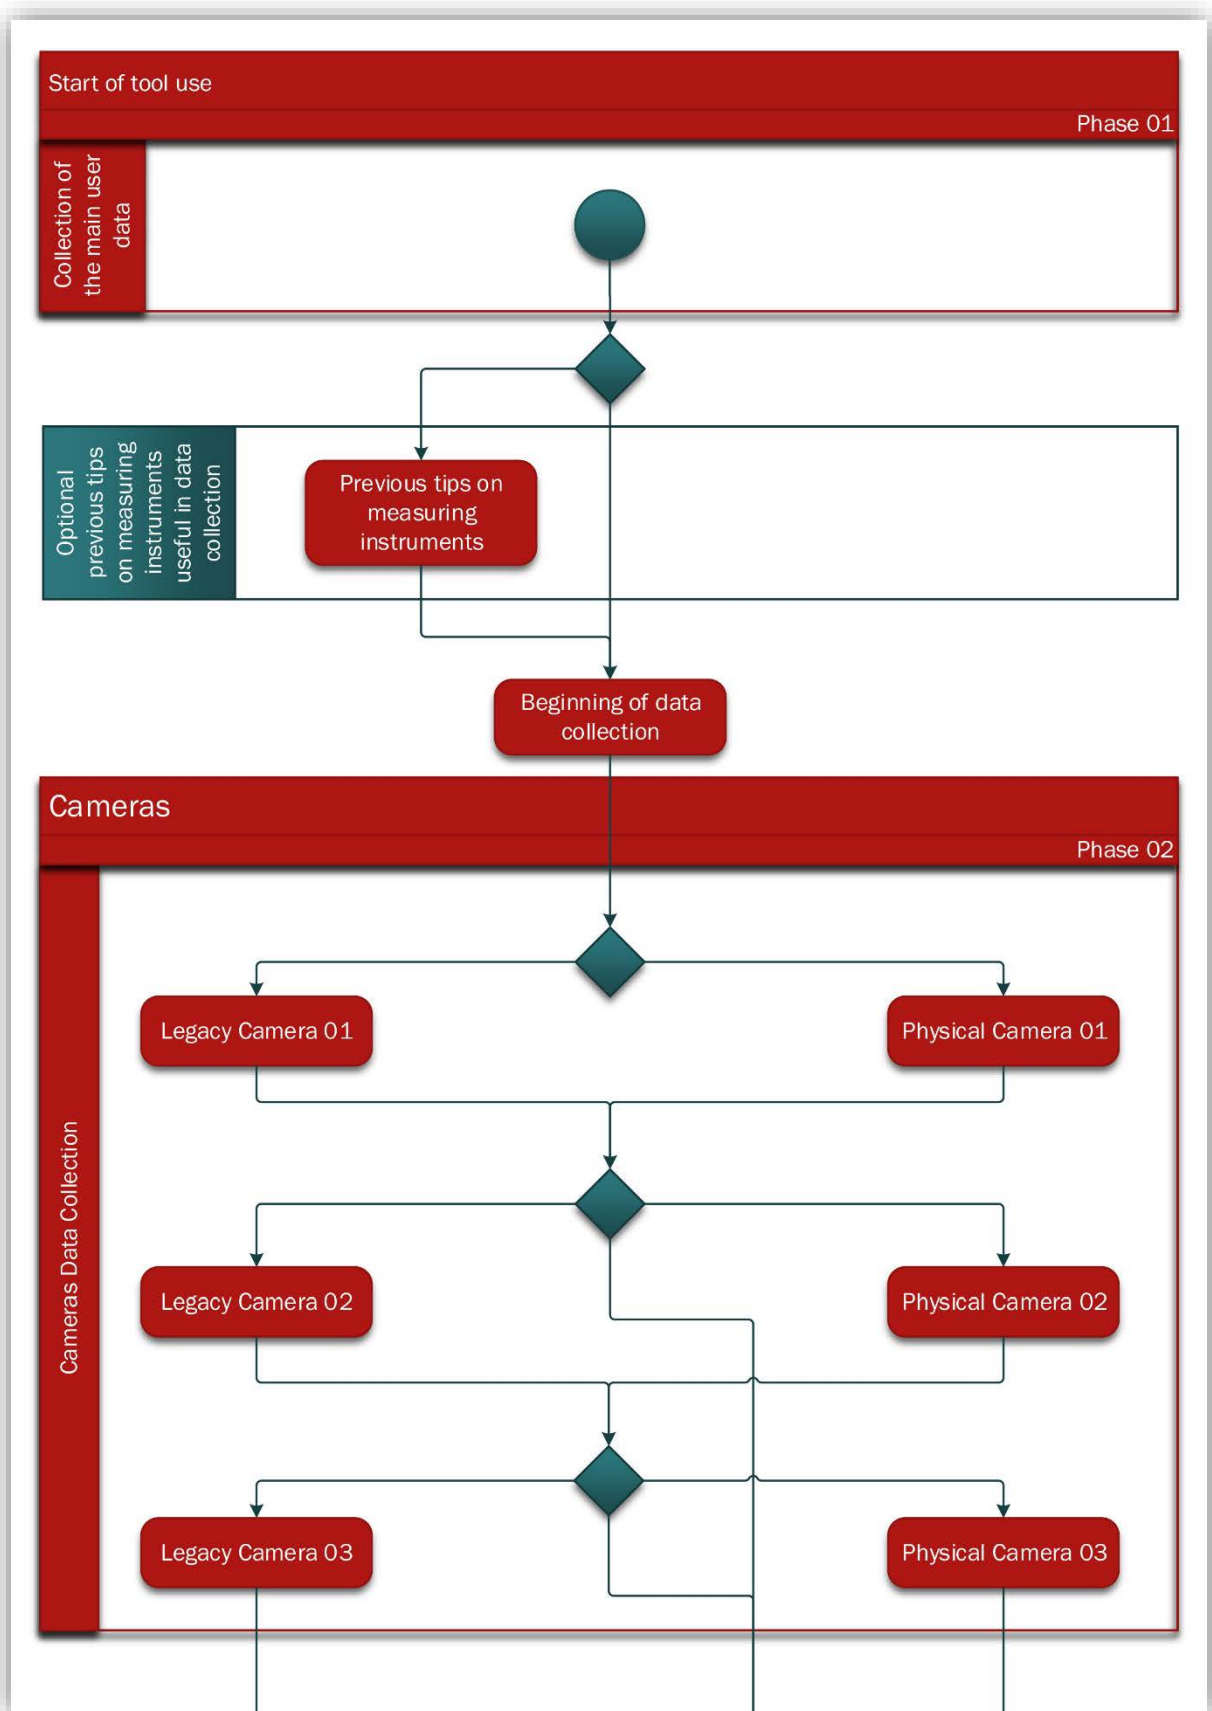 Start of tool use
Phase 01
Collection of
the main user
data
Optional
previous tips
on measuring
instruments
useful in data
collection
Previous tips on
measuring
instruments
Beginning of data
collection
Cameras
Phase 02
Cameras Data Collection
Legacy Camera 01
Physical Camera 01
Legacy Camera 02
Physical Camera 02
Legacy Camera 03
Physical Camera 03